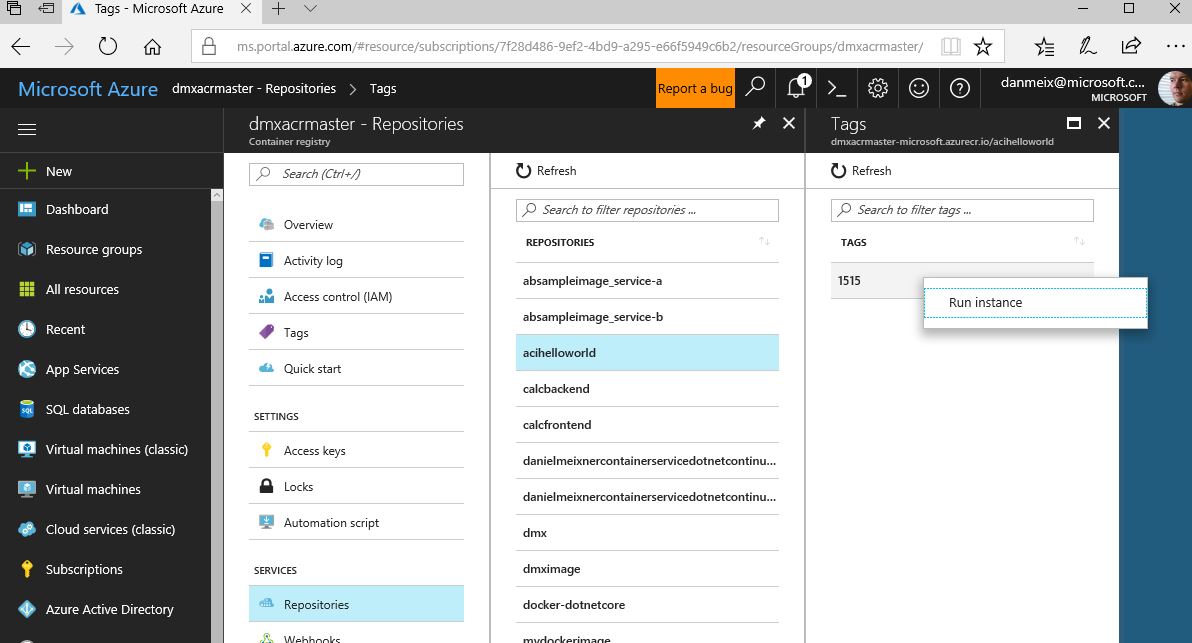 Tags - Microsoft Azure
ms.portal.azure.com/#resource/subscriptions/7f28d486-9ef2-4bd9-a295-e66f5949c6b2/resourceGroups/dmxacrmaster/
Microsoft Azure
dmxacrmaster - Repositories > Tags
Report a bug
1
danmeix@microsoft.c...
MICROSOFT
New
Dashboard
Resource groups
All resources
Recent
App Services
SQL databases
Virtual machines (classic)
Virtual machines
Cloud services (classic)
Subscriptions
Azure Active Directory
dmxacrmaster - Repositories
Container registry
Search (Ctrl+/)
Overview
Activity log
Access control (IAM)
Tags
Quick start
SETTINGS
Access keys
Locks
Automation script
SERVICES
Repositories
Webhooks
Refresh
Search to filter repositories ...
REPOSITORIES
absampleimage_service-a
absampleimage_service-b
acihelloworld
calcbackend
calcfrontend
danielmeixnercontainerservicedotnetcontinu...
danielmeixnercontainerservicedotnetcontinu...
dmx
dmximage
docker-dotnetcore
mydockerimage
Tags
dmxacrmaster-microsoft.azurecr.io/acihelloworld
Refresh
Search to filter tags ...
TAGS
1515
Run instance